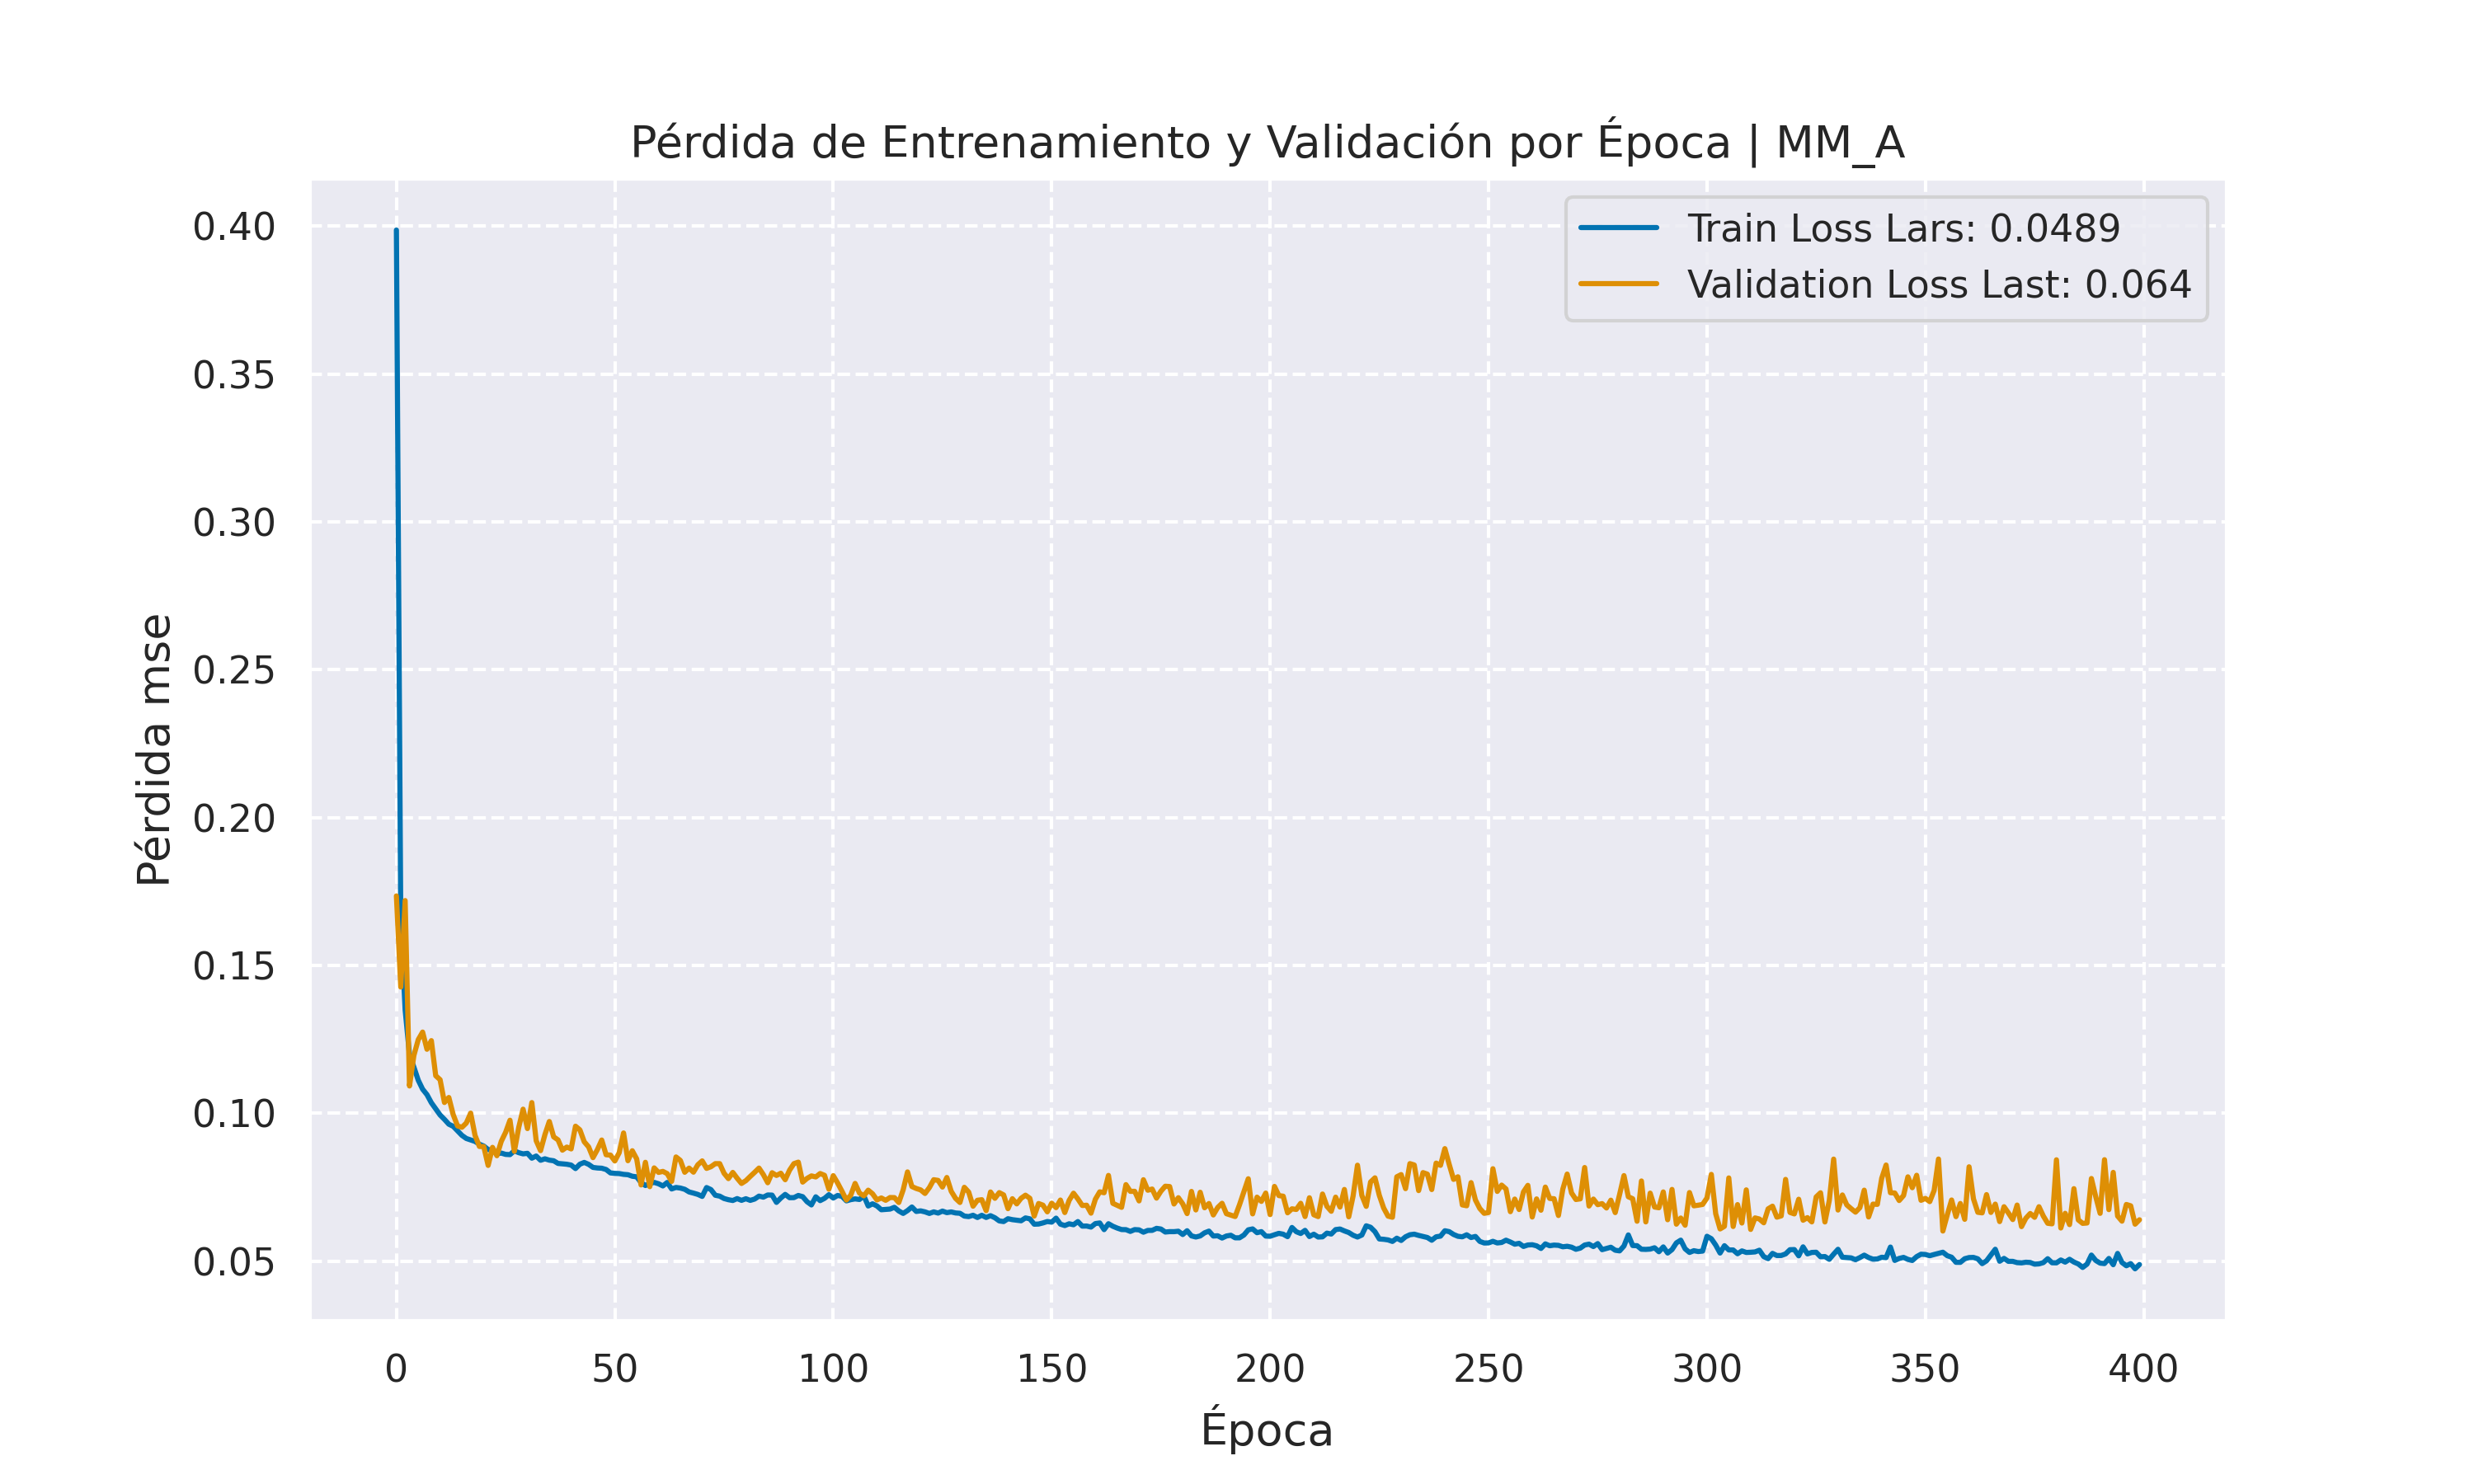 Pérdida de Entrenamiento y Validación por Época | MM_A
Train Loss Lars: 0.0489
Validation Loss Last: 0.064
Pérdida mse
0.40
0.35
0.30
0.25
0.20
0.15
0.10
0.05
0 50 100 150 200 250 300 350 400
Época